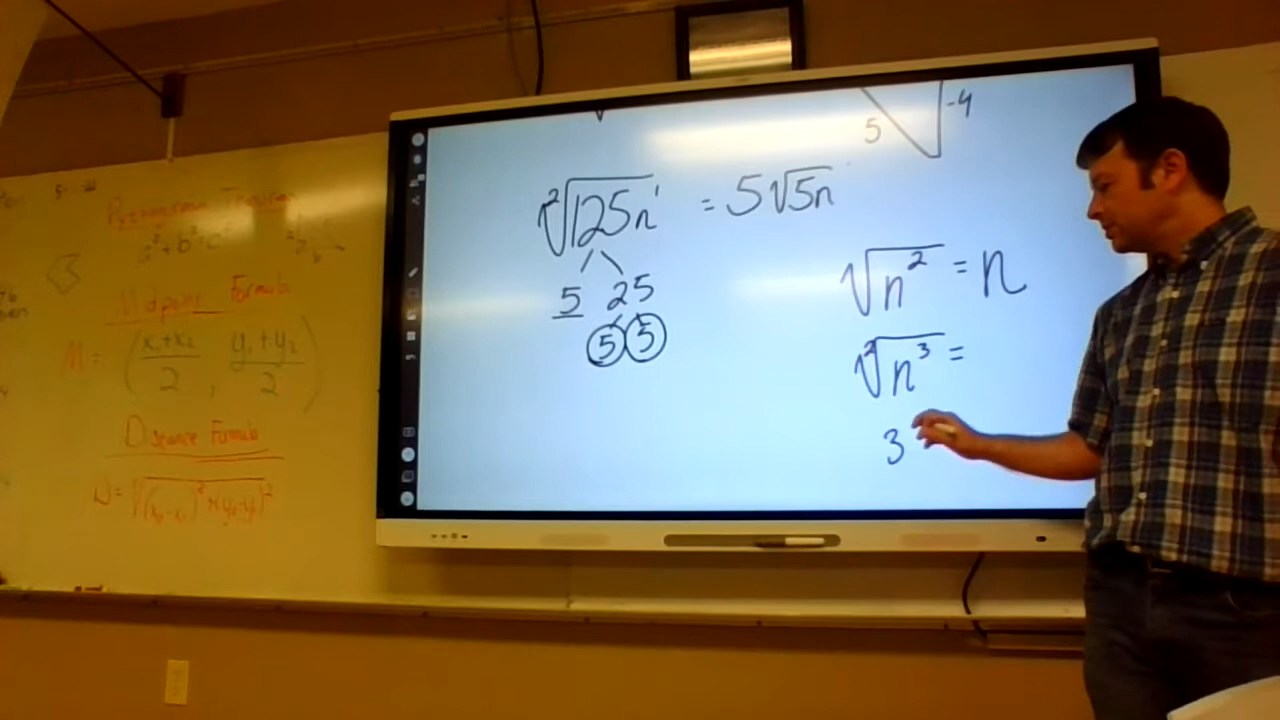 Pythagorean Theorem
a² + b² = c²
Midpoint Formula
M = ( x₁+x₂ / 2 , y₁+y₂ / 2 )
Distance Formula
5 -4
²√125n¹ = 5√5n
5 25
5 5
√n² = n
²√n³ =
3